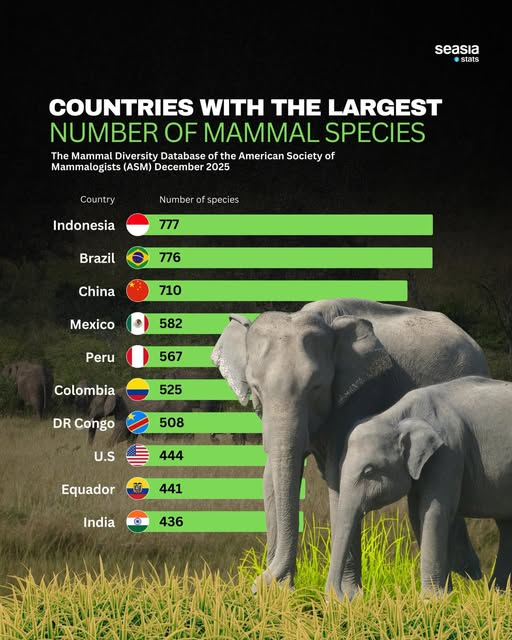 seasia
stats
COUNTRIES WITH THE LARGEST
NUMBER OF MAMMAL SPECIES
The Mammal Diversity Database of the American Society of
Mammalogists (ASM) December 2025
Country Number of species
Indonesia 777
Brazil 776
China 710
Mexico 582
Peru 567
Colombia 525
DR Congo 508
U.S 444
Equador 441
India 436